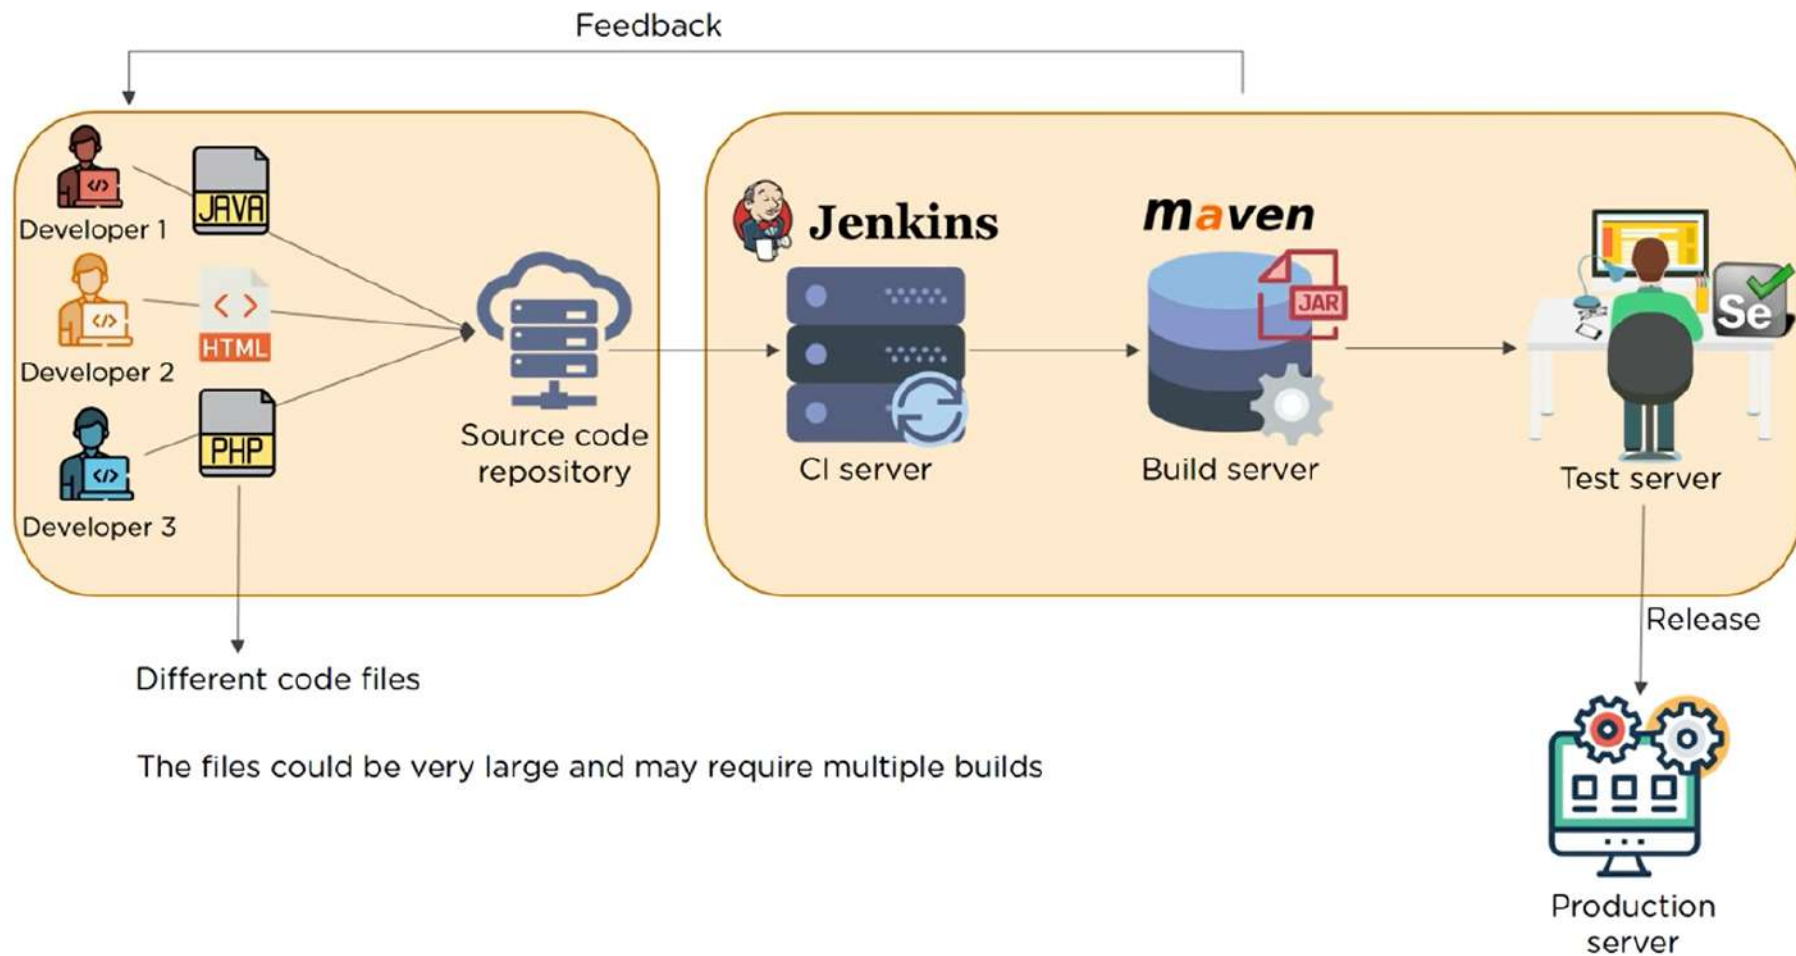 Feedback
Developer 1
JAVA
Developer 2
HTML
Developer 3
PHP
Source code
repository
Jenkins
CI server
maven
JAR
Build server
Se
Test server
Release
Different code files
The files could be very large and may require multiple builds
Production
server